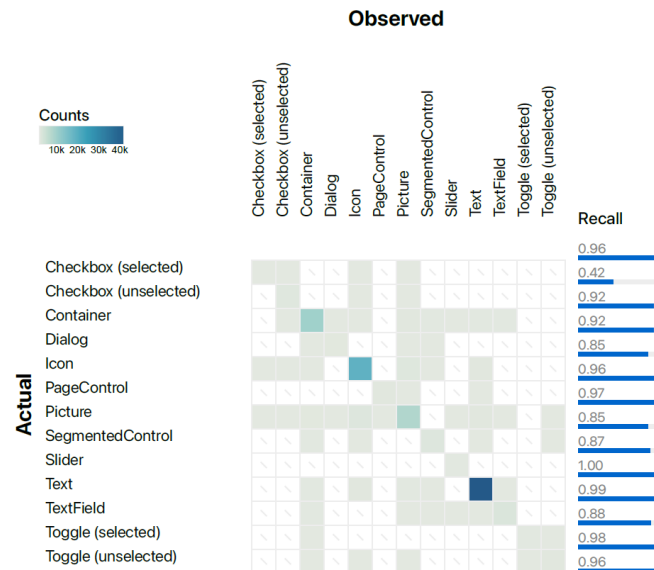 Observed
Counts
10k 20k 30k 40k
Checkbox (selected)
Checkbox (unselected)
Container
Dialog
Icon
PageControl
Picture
SegmentedControl
Slider
Text
TextField
Toggle (selected)
Toggle (unselected)
Recall
Actual
Checkbox (selected) 0.96
Checkbox (unselected) 0.42
Container 0.92
Dialog 0.92
Icon 0.85
PageControl 0.96
Picture 0.97
SegmentedControl 0.85
Slider 0.87
Text 1.00
TextField 0.99
Toggle (selected) 0.88
Toggle (unselected) 0.98
0.96